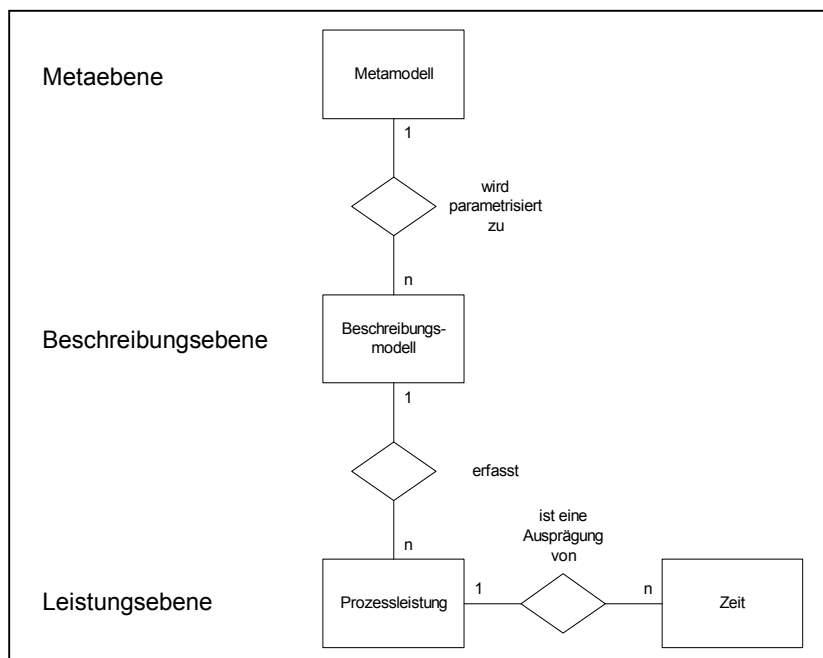 Metaebene
Metamodell
1
wird
parametrisiert
zu
n
Beschreibungsebene
Beschreibungs-
modell
1
erfasst
n
ist eine
Ausprägung
von
Leistungsebene
Prozessleistung
1
n
Zeit